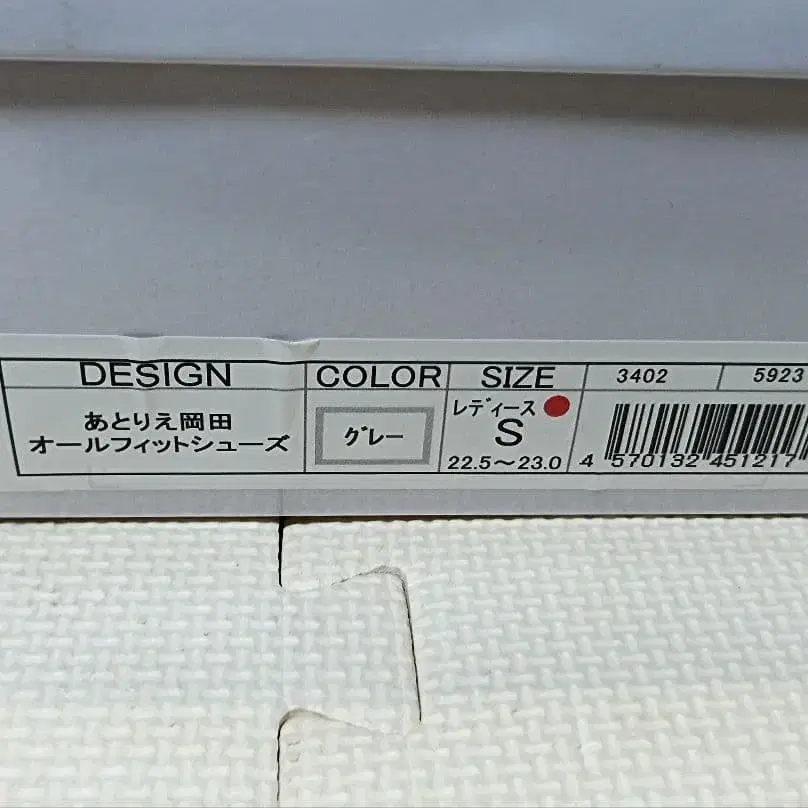 DESIGN
COLOR
SIZE
3402
5923
あとりえ岡田
オールフィットシューズ
グレー
レディース
S
22.5～23.0
4 570132 451217